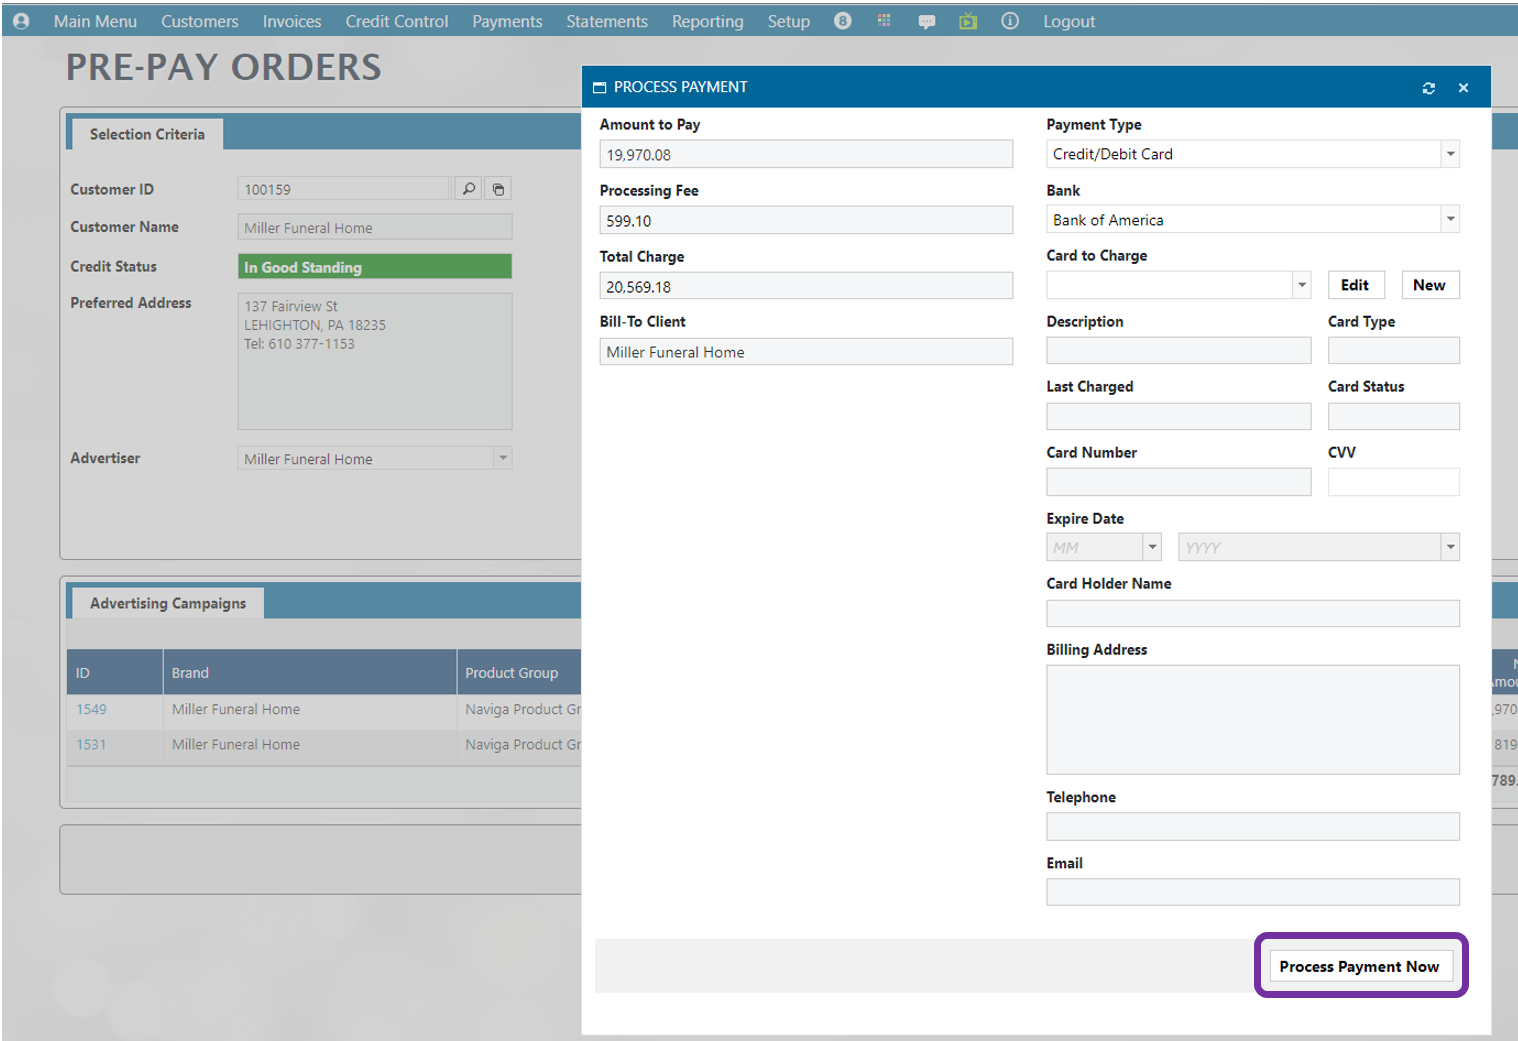 Main Menu Customers Invoices Credit Control Payments Statements Reporting Setup 8 Logout
PRE-PAY ORDERS
Selection Criteria
Customer ID 100159
Customer Name Miller Funeral Home
Credit Status In Good Standing
Preferred Address 137 Fairview St
LEHIGHTON, PA 18235
Tel: 610 377-1153
Advertiser Miller Funeral Home
Advertising Campaigns
ID Brand Product Group
1549 Miller Funeral Home Naviga Product Gr
1531 Miller Funeral Home Naviga Product Gr
PROCESS PAYMENT
Amount to Pay
19,970.08
Processing Fee
599.10
Total Charge
20,569.18
Bill-To Client
Miller Funeral Home
Payment Type
Credit/Debit Card
Bank
Bank of America
Card to Charge
Edit New
Description Card Type
Last Charged Card Status
Card Number CVV
Expire Date
MM YYYY
Card Holder Name
Billing Address
Telephone
Email
Process Payment Now
,970
819
789.